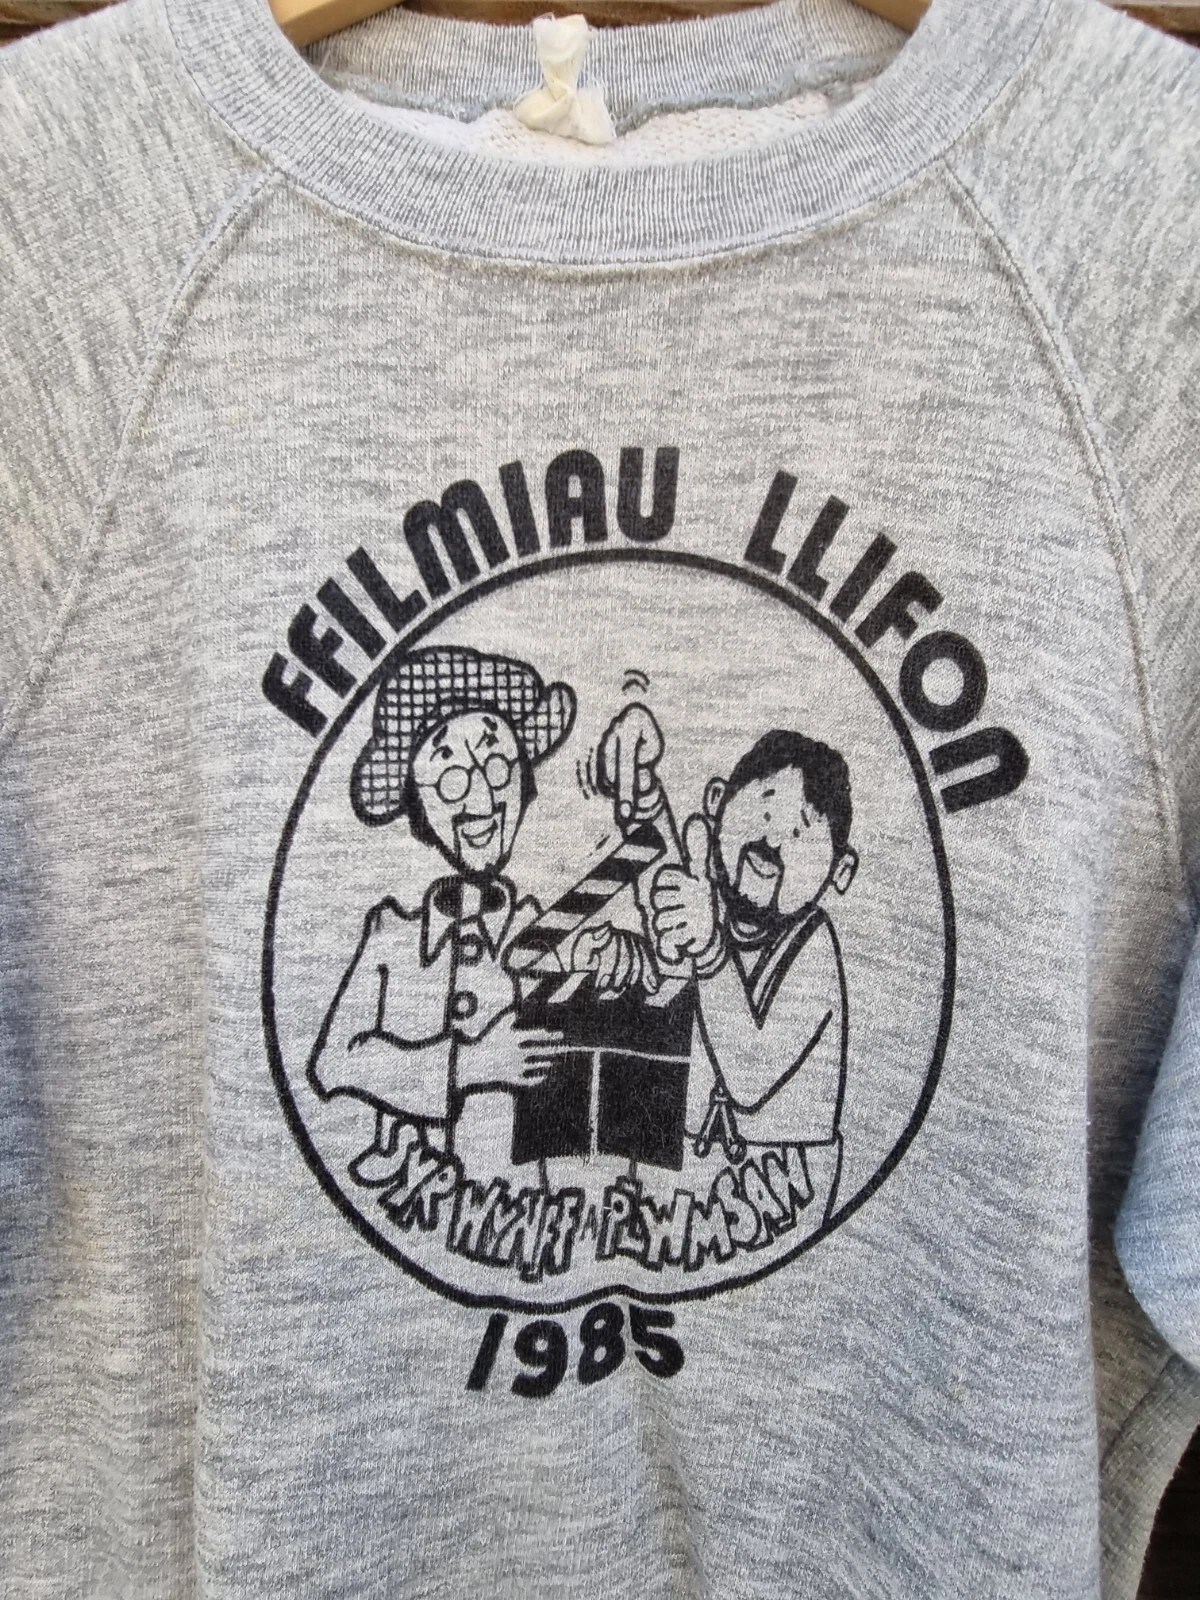 FFILMIAU LLIFON
SYR WYNFF A PLWMSAN
1985